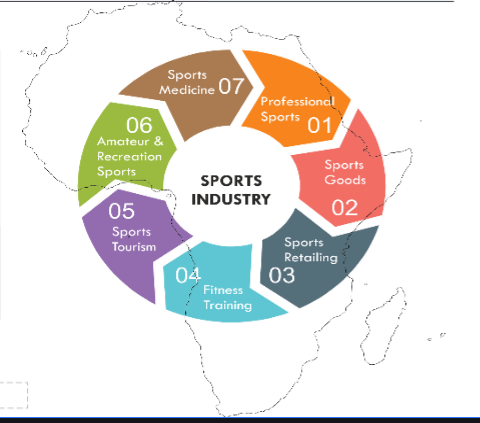 SPORTS
INDUSTRY
Professional
Sports 01
Sports
Goods
02
Sports
Retailing
03
04
Fitness
Training
05
Sports
Tourism
06
Amateur &
Recreation
Sports
Sports
Medicine 07